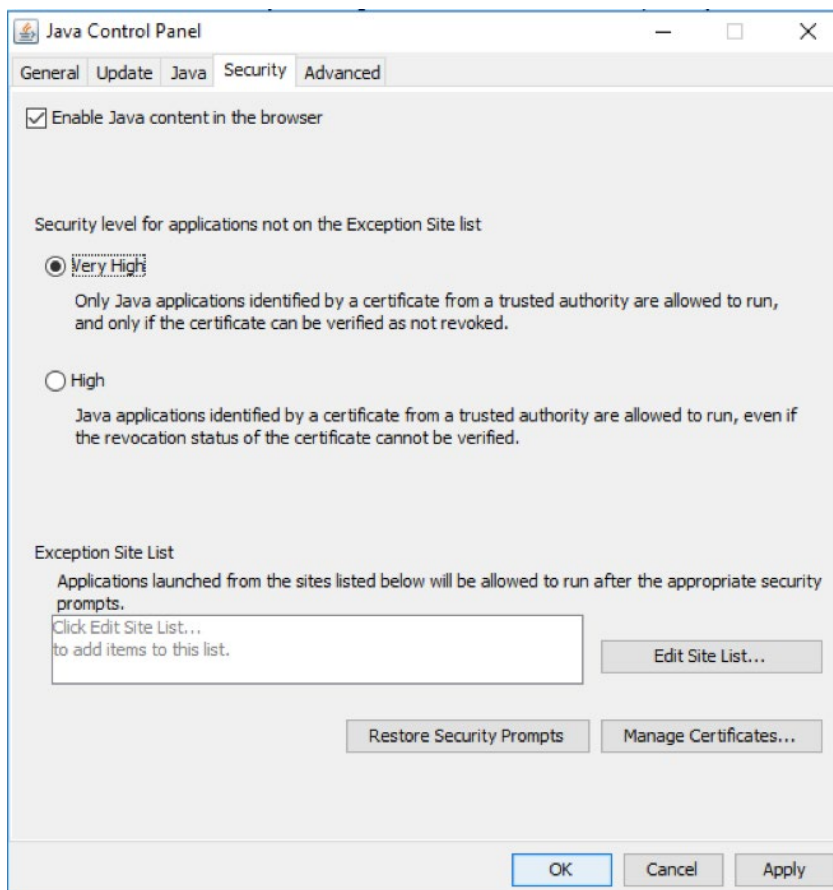 Java Control Panel
General Update Java Security Advanced
Enable Java content in the browser
Security level for applications not on the Exception Site list
Very High
Only Java applications identified by a certificate from a trusted authority are allowed to run,
and only if the certificate can be verified as not revoked.
High
Java applications identified by a certificate from a trusted authority are allowed to run, even if
the revocation status of the certificate cannot be verified.
Exception Site List
Applications launched from the sites listed below will be allowed to run after the appropriate security
prompts.
Click Edit Site List...
to add items to this list.
Edit Site List...
Restore Security Prompts Manage Certificates...
OK Cancel Apply